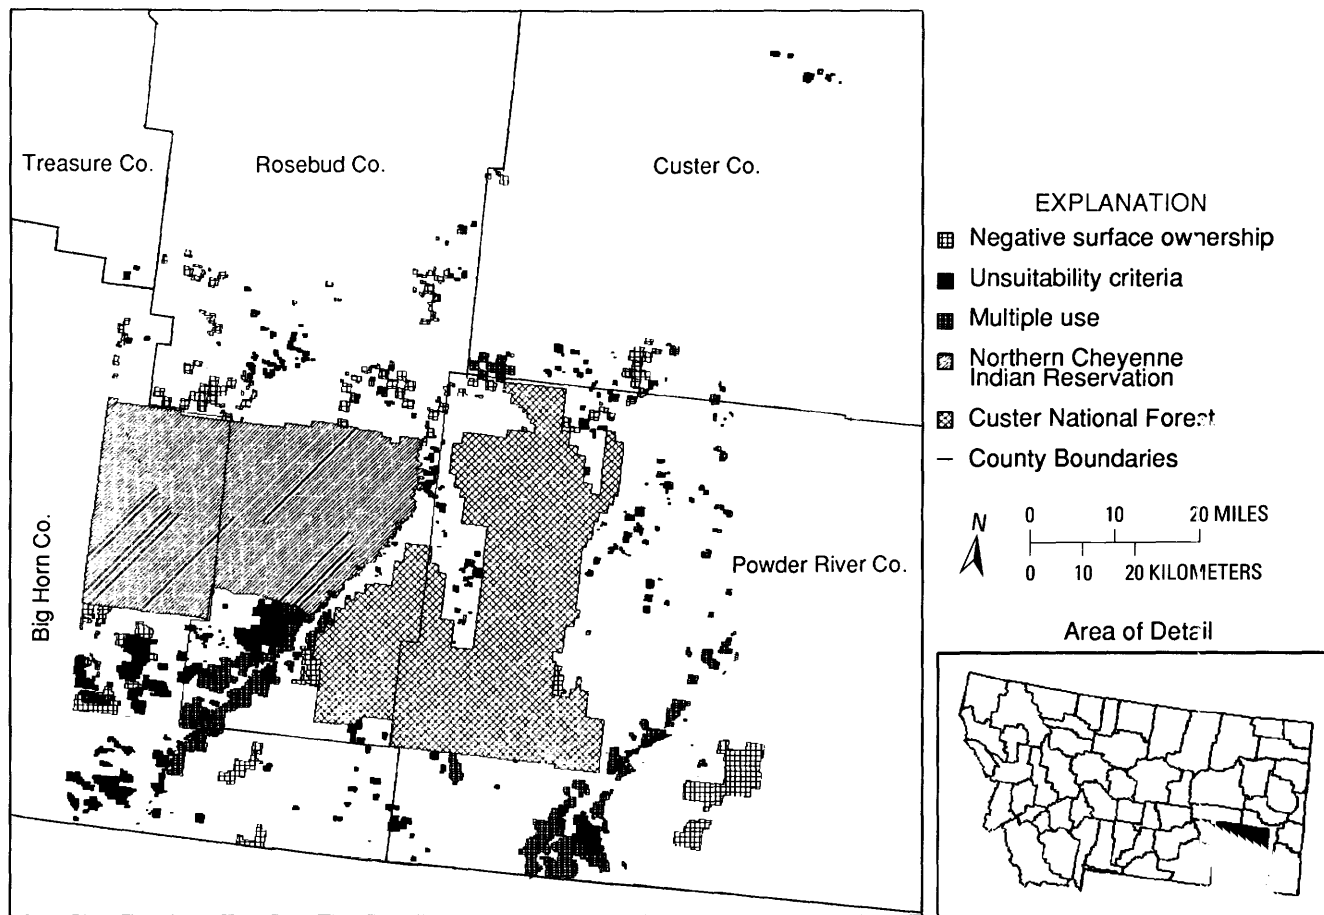 Treasure Co.
Rosebud Co.
Custer Co.
Big Horn Co.
Powder River Co.
EXPLANATION
Negative surface ownership
Unsuitability criteria
Multiple use
Northern Cheyenne
Indian Reservation
Custer National Forest
County Boundaries
N
0 10 20 MILES
0 10 20 KILOMETERS
Area of Detail